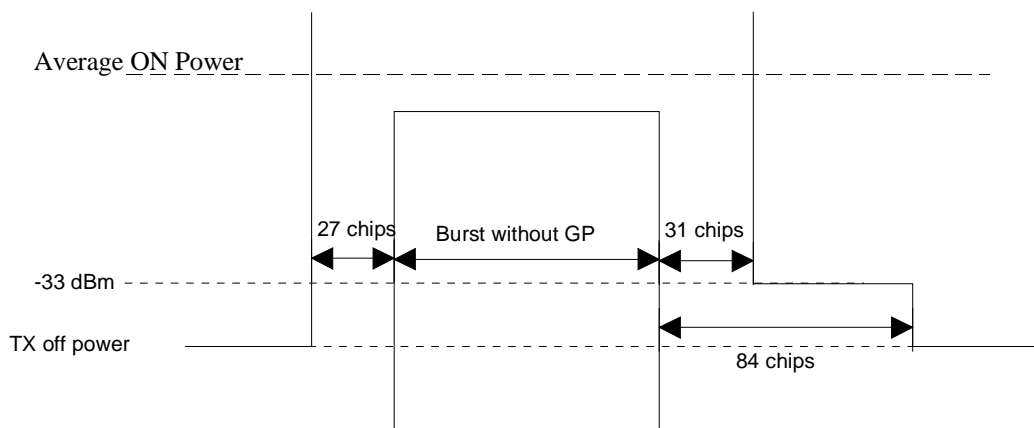 Average ON Power
27 chips
Burst without GP
31 chips
-33 dBm
TX off power
84 chips